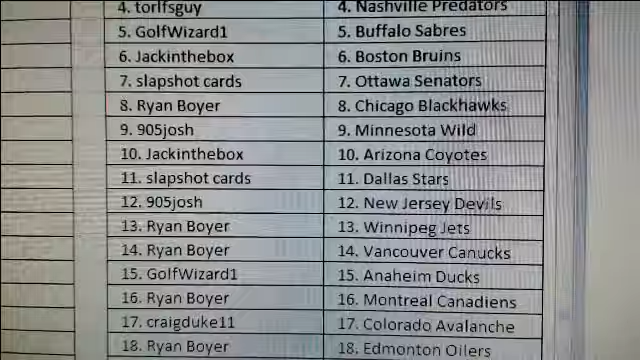 4. torlfsguy 4. Nashville Predators
5. GolfWizard1 5. Buffalo Sabres
6. Jackinthebox 6. Boston Bruins
7. slapshot cards 7. Ottawa Senators
8. Ryan Boyer 8. Chicago Blackhawks
9. 905josh 9. Minnesota Wild
10. Jackinthebox 10. Arizona Coyotes
11. slapshot cards 11. Dallas Stars
12. 905josh 12. New Jersey Devils
13. Ryan Boyer 13. Winnipeg Jets
14. Ryan Boyer 14. Vancouver Canucks
15. GolfWizard1 15. Anaheim Ducks
16. Ryan Boyer 16. Montreal Canadiens
17. craigduke11 17. Colorado Avalanche
18. Ryan Boyer 18. Edmonton Oilers